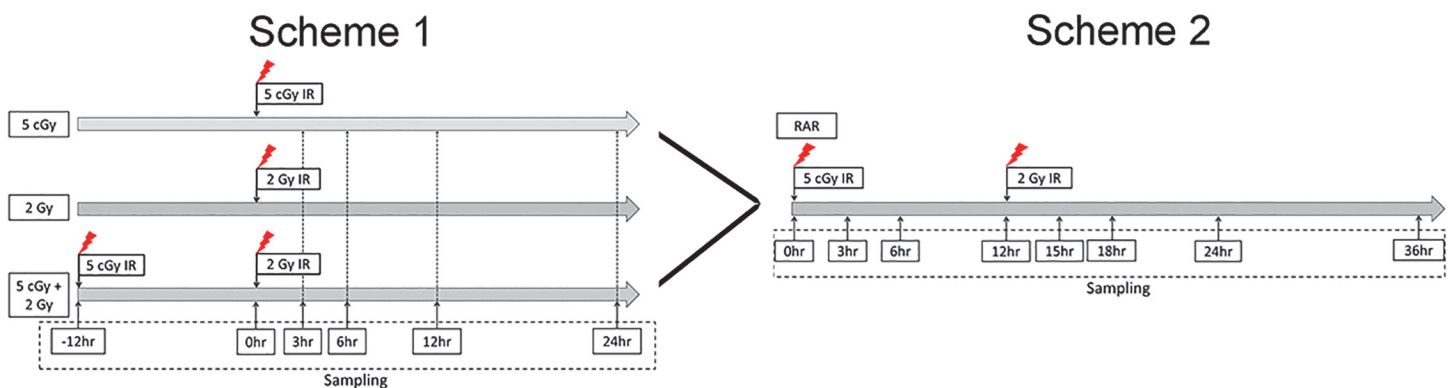 Scheme 1
5 cGy IR
5 cGy
2 Gy IR
2 Gy
5 cGy IR
2 Gy IR
5 cGy +
2 Gy
-12hr
0hr
3hr
6hr
12hr
24hr
Sampling
Scheme 2
RAR
5 cGy IR
2 Gy IR
0hr
3hr
6hr
12hr
15hr
18hr
24hr
36hr
Sampling